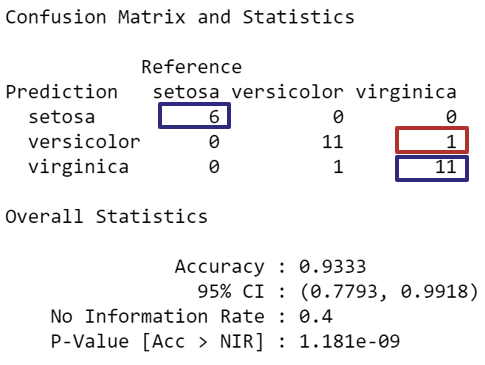 Confusion Matrix and Statistics
Reference
Prediction setosa versicolor virginica
setosa 6 0 0
versicolor 0 11 1
virginica 0 1 11
Overall Statistics
Accuracy : 0.9333
95% CI : (0.7793, 0.9918)
No Information Rate : 0.4
P-Value [Acc > NIR] : 1.181e-09